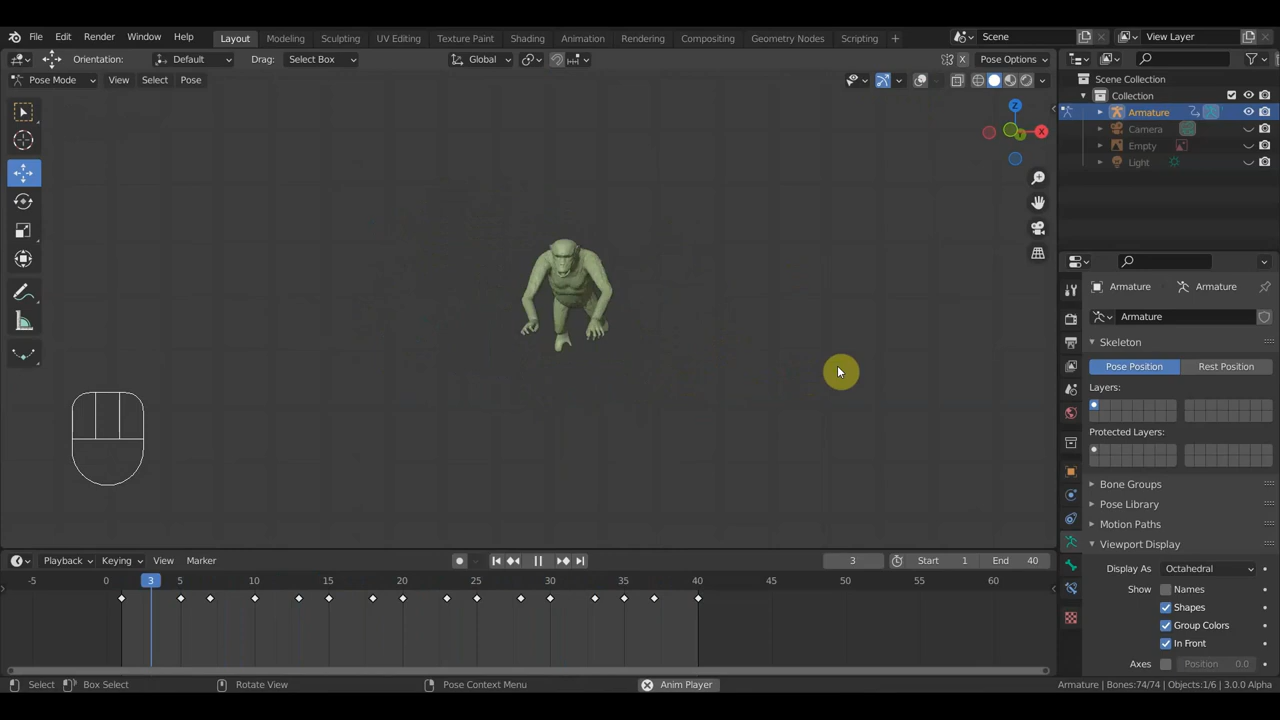 File Edit Render Window Help Layout Modeling Sculpting UV Editing Texture Paint Shading Animation Rendering Compositing Geometry Nodes Scripting + Scene View Layer
Orientation: Default Drag: Select Box Global Pose Options
Pose Mode View Select Pose
Scene Collection
Collection
Armature
Camera
Empty
Light
Z
X
Y
Armature Armature
Armature
Skeleton
Pose Position Rest Position
Layers:
Protected Layers:
Bone Groups
Pose Library
Motion Paths
Viewport Display
Display As Octahedral
Names
Shapes
Group Colors
In Front
Axes Position 0.0
Playback Keying View Marker 3 Start 1 End 40
-5 0 3 5 10 15 20 25 30 35 40 45 50 55 60
Select Box Select Rotate View Pose Context Menu Anim Player Armature | Bones:74/74 | Objects:1/6 | 3.0.0 Alpha